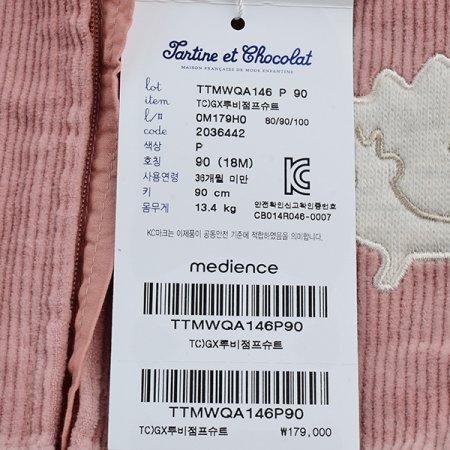 Tartine et Chocolat
MAISON FRANÇAISE DE MODE ENFANTINE
lot TTMWQA146 P 90
item TC)GX루비점프슈트
l/# 0M179H0 80/90/100
code 2036442
색상 P
호칭 90 (18M)
사용연령 36개월 미만
키 90 cm
몸무게 13.4 kg
안전확인신고확인증번호
CB014R046-0007
KC마크는 이제품이 공통안전 기준에 적합하였음을 의미합니다.
medience
TTMWQA146P90
TC)GX루비점프슈트
TTMWQA146P90
TC)GX루비점프슈트 ₩179,000